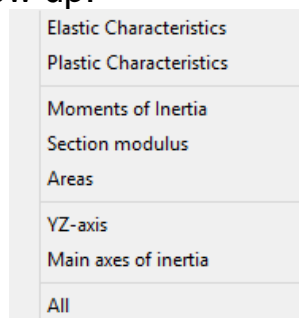 Elastic Characteristics
Plastic Characteristics
Moments of Inertia
Section modulus
Areas
YZ-axis
Main axes of inertia
All